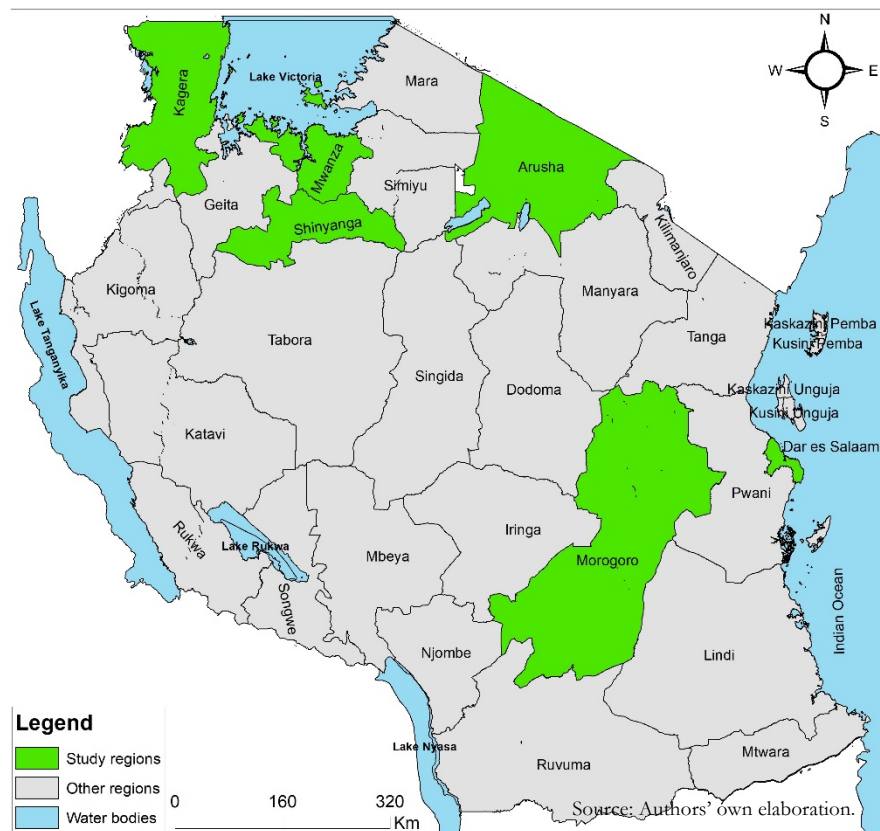 N
W E
S
Lake Victoria
Mara
Kagera
Arusha
Mwanza
Simiyu
Geita
Shinyanga
Kilimanjaro
Kigoma
Manyara
Lake Tanganyika
Tabora
Tanga
Kaskazini Pemba
Kusini Pemba
Singida
Dodoma
Kaskazini Unguja
Kusini Unguja
Katavi
Dar es Salaam
Pwani
Rukwa
Lake Rukwa
Iringa
Mbeya
Morogoro
Songwe
Indian Ocean
Njombe
Lindi
Lake Nyasa
Mtwara
Ruvuma
Legend
Study regions
Other regions
Water bodies
0 160 320
Km
Source: Authors' own elaboration.